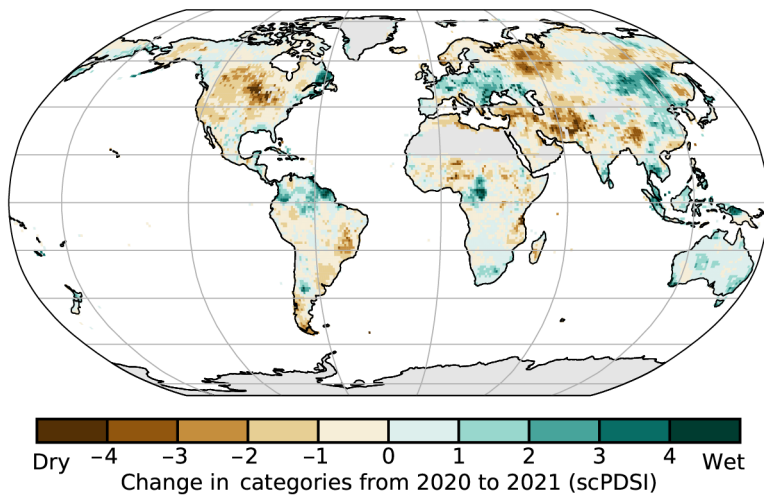 Dry −4 −3 −2 −1 0 1 2 3 4 Wet
Change in categories from 2020 to 2021 (scPDSI)